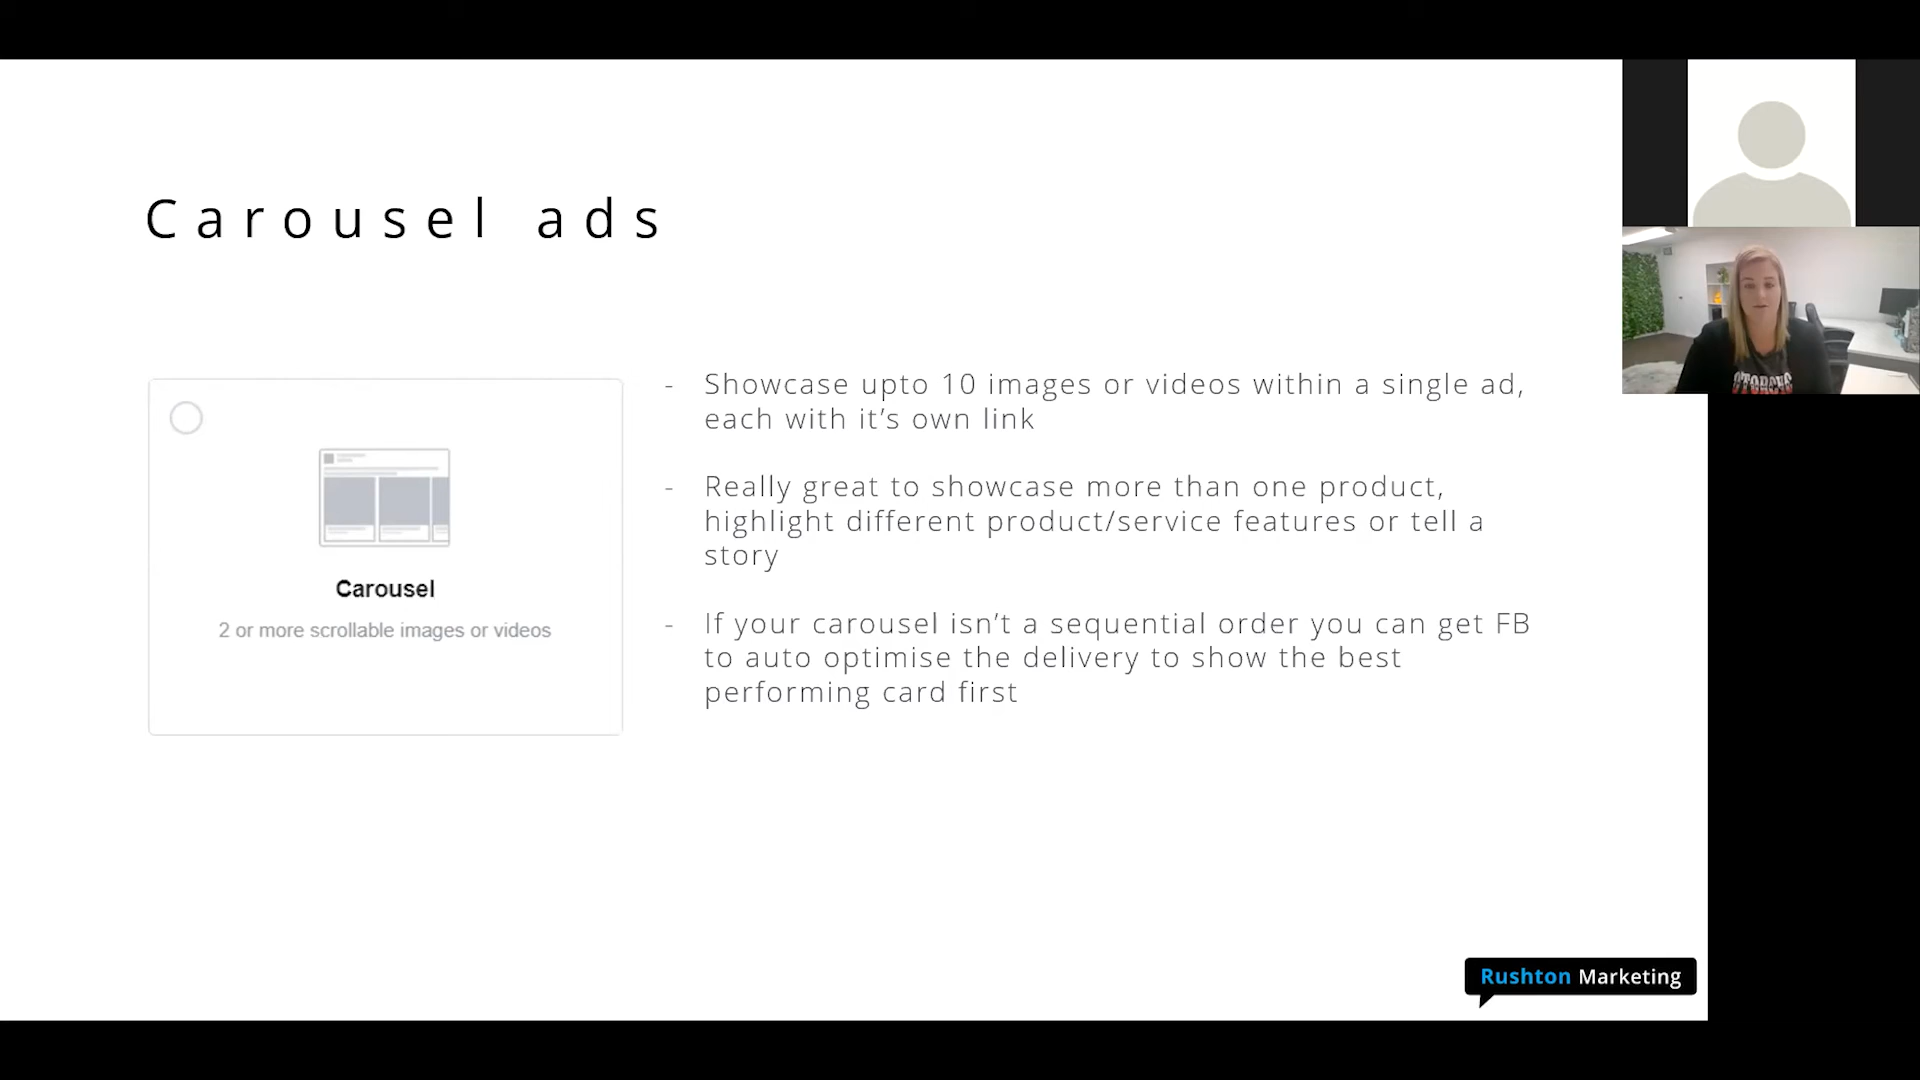 Carousel ads
- Showcase upto 10 images or videos within a single ad,
each with it’s own link
- Really great to showcase more than one product,
highlight different product/service features or tell a
story
- If your carousel isn’t a sequential order you can get FB
to auto optimise the delivery to show the best
performing card first
Carousel
2 or more scrollable images or videos
Rushton Marketing